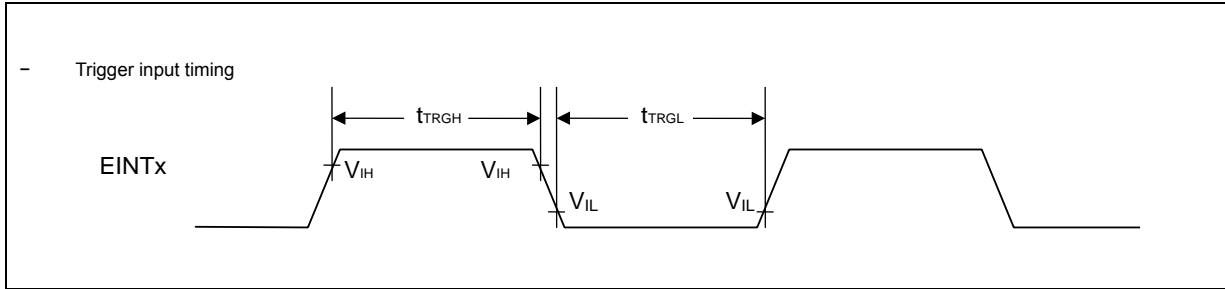 – Trigger input timing
tTRGH tTRGL
EINTx VIH VIH
VIL VIL